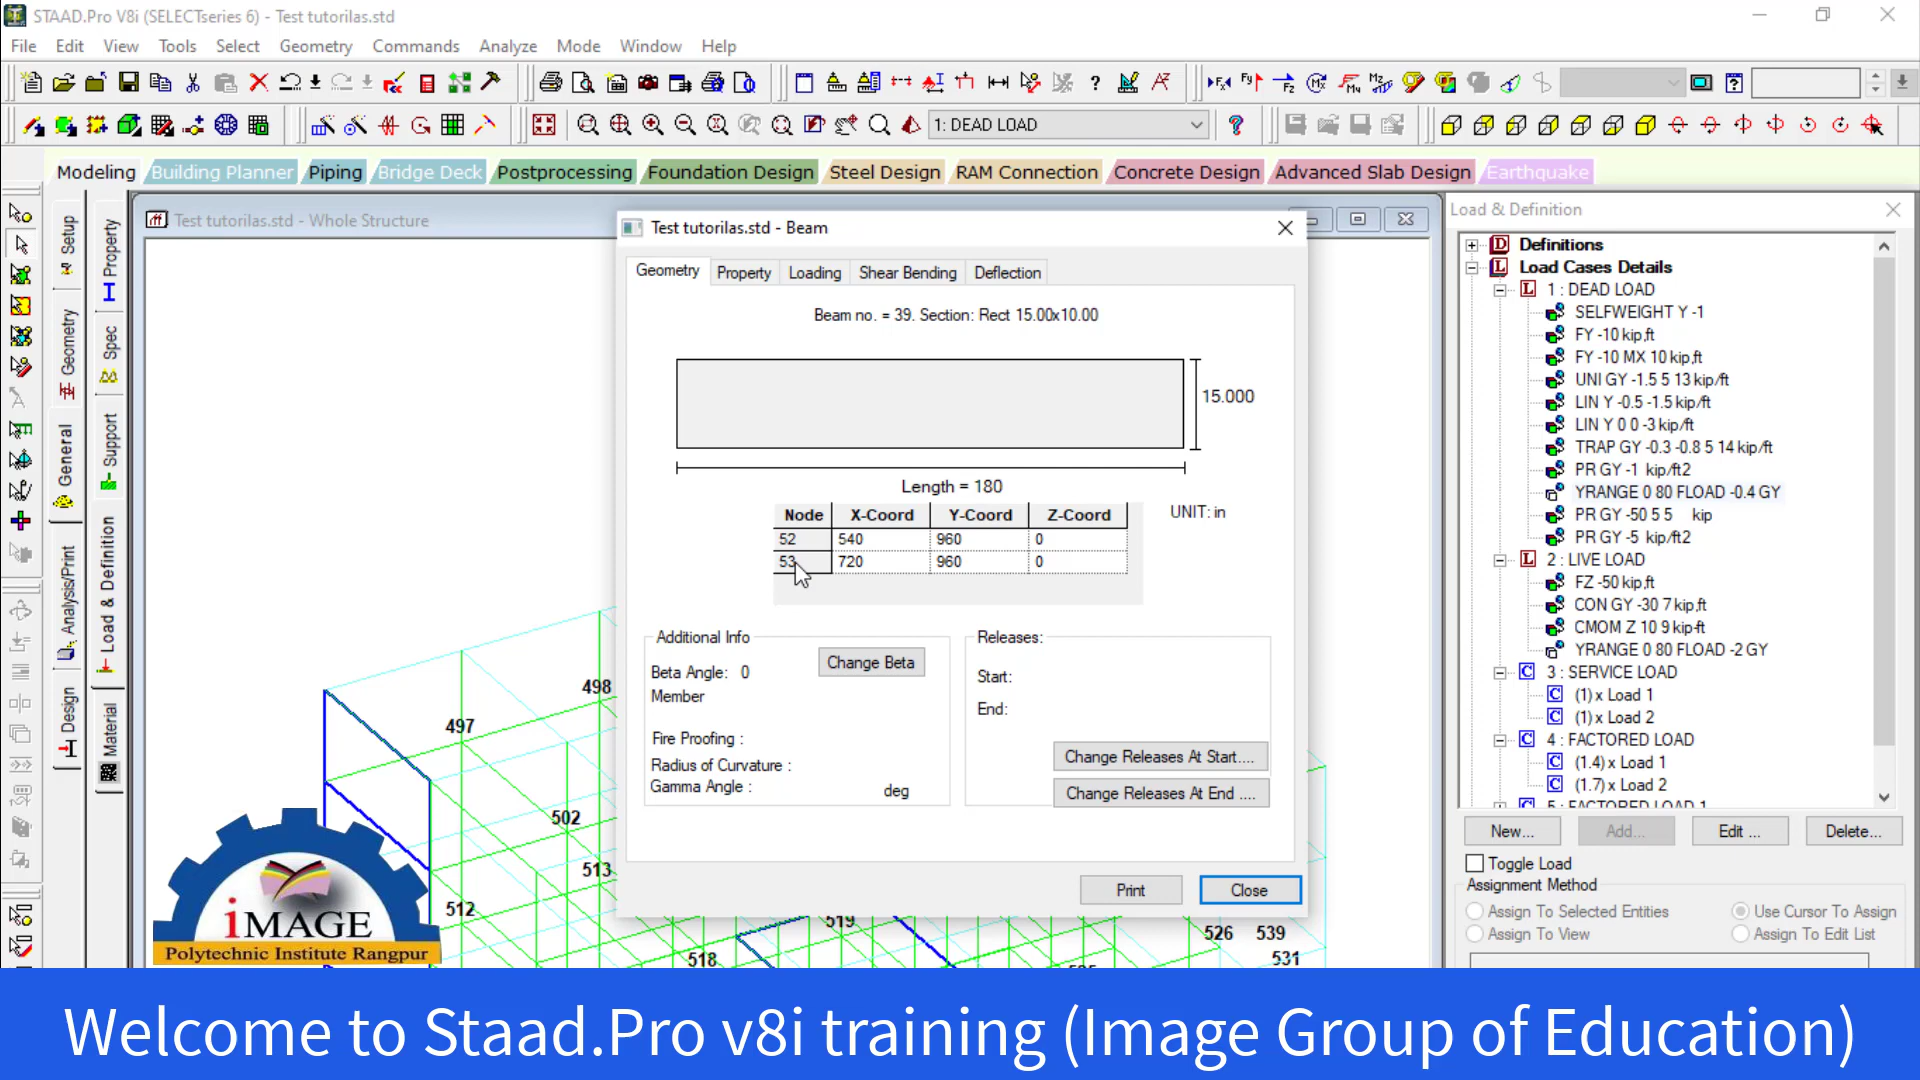 STAAD.Pro V8i (SELECTseries 6) - Test tutorilas.std
File Edit View Tools Select Geometry Commands Analyze Mode Window Help
1: DEAD LOAD
Modeling Building Planner Piping Bridge Deck Postprocessing Foundation Design Steel Design RAM Connection Concrete Design Advanced Slab Design Earthquake
Setup
Geometry
General
Analysis/Print
Design
Property
Spec
Support
Load & Definition
Material
Test tutorilas.std - Whole Structure
497
498
502
513
512
518
519
526 539
531
iMAGE
Polytechnic Institute Rangpur
Test tutorilas.std - Beam
Geometry Property Loading Shear Bending Deflection
Beam no. = 39. Section: Rect 15.00x10.00
15.000
Length = 180
UNIT: in
Node X-Coord Y-Coord Z-Coord
52 540 960 0
53 720 960 0
Additional Info
Beta Angle: 0
Change Beta
Member
Fire Proofing :
Radius of Curvature :
Gamma Angle :
deg
Releases:
Start:
End:
Change Releases At Start....
Change Releases At End ....
Print Close
Load & Definition
Definitions
Load Cases Details
1 : DEAD LOAD
SELFWEIGHT Y -1
FY -10 kip,ft
FY -10 MX 10 kip,ft
UNI GY -1.5 5 13 kip/ft
LIN Y -0.5 -1.5 kip/ft
LIN Y 0 0 -3 kip/ft
TRAP GY -0.3 -0.8 5 14 kip/ft
PR GY -1 kip/ft2
YRANGE 0 80 FLOAD -0.4 GY
PR GY -50 5 5 kip
PR GY -5 kip/ft2
2 : LIVE LOAD
FZ -50 kip,ft
CON GY -30 7 kip,ft
CMOM Z 10 9 kip-ft
YRANGE 0 80 FLOAD -2 GY
3 : SERVICE LOAD
(1) x Load 1
(1) x Load 2
4 : FACTORED LOAD
(1.4) x Load 1
(1.7) x Load 2
5 : FACTORED LOAD 1
New... Add... Edit ... Delete...
Toggle Load
Assignment Method
Assign To Selected Entities Use Cursor To Assign
Assign To View Assign To Edit List
Welcome to Staad.Pro v8i training (Image Group of Education)